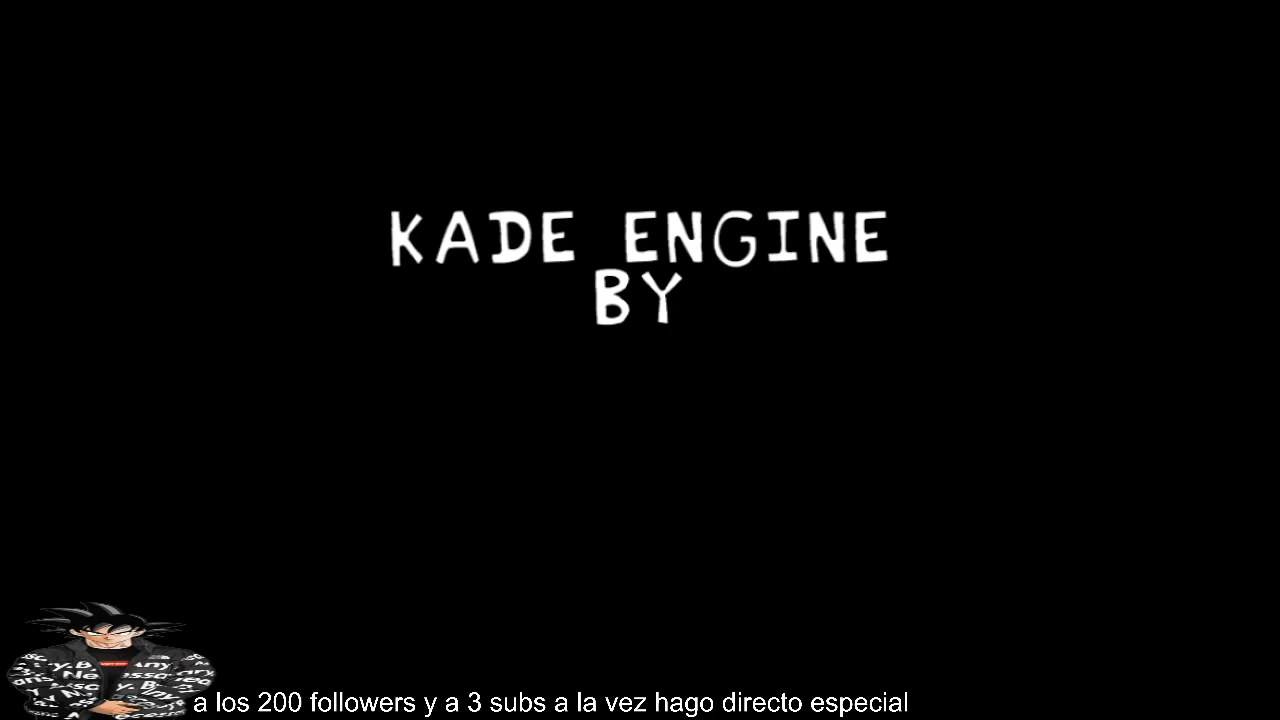 KADE ENGINE
BY
a los 200 followers y a 3 subs a la vez hago directo especial